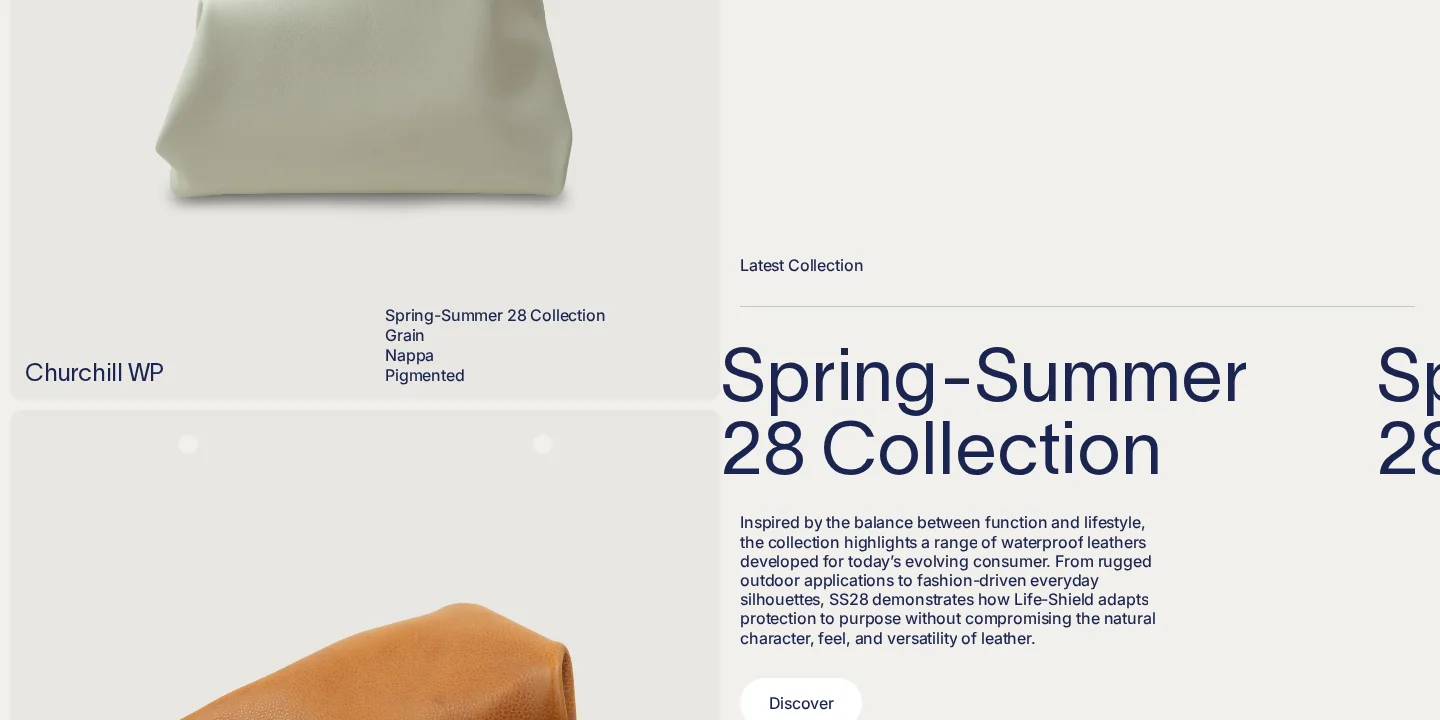 Spring-Summer 28 Collection
Grain
Nappa
Pigmented
Churchill WP
Latest Collection
Spring-Summer
28 Collection
Sp
28
Inspired by the balance between function and lifestyle,
the collection highlights a range of waterproof leathers
developed for today’s evolving consumer. From rugged
outdoor applications to fashion-driven everyday
silhouettes, SS28 demonstrates how Life-Shield adapts
protection to purpose without compromising the natural
character, feel, and versatility of leather.
Discover